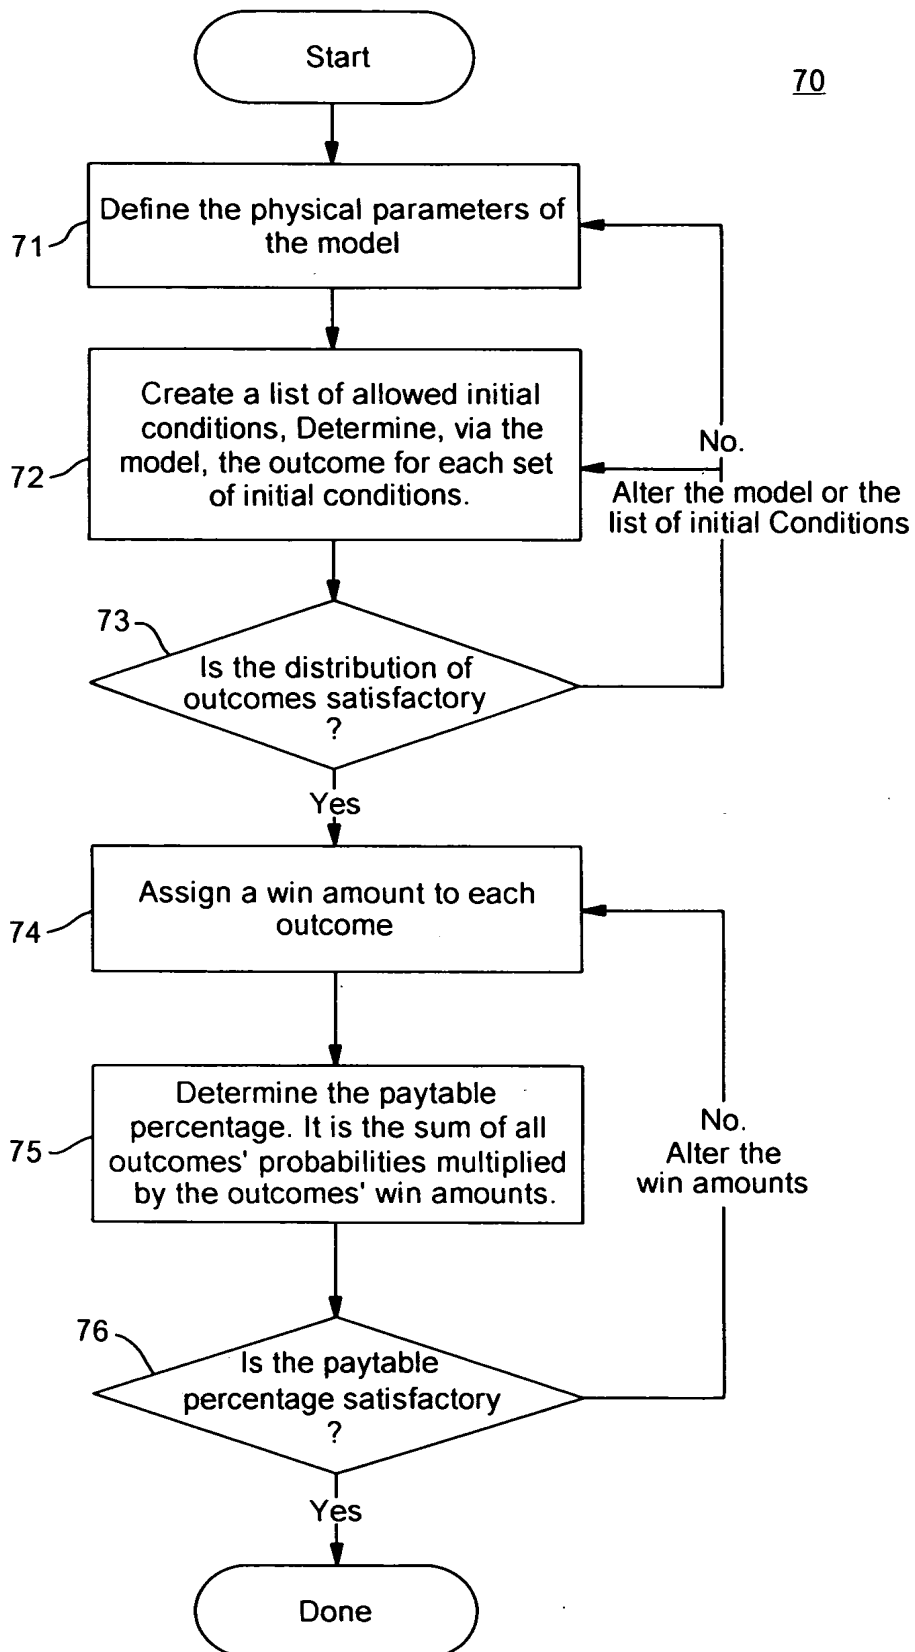 Start
70
Define the physical parameters of
the model
71
Create a list of allowed initial
conditions, Determine, via the
model, the outcome for each set
of initial conditions.
72
No.
Alter the model or the
list of initial Conditions
73
Is the distribution of
outcomes satisfactory
?
Yes
Assign a win amount to each
outcome
74
Determine the paytable
percentage. It is the sum of all
outcomes' probabilities multiplied
by the outcomes' win amounts.
75
No.
Alter the
win amounts
76
Is the paytable
percentage satisfactory
?
Yes
Done